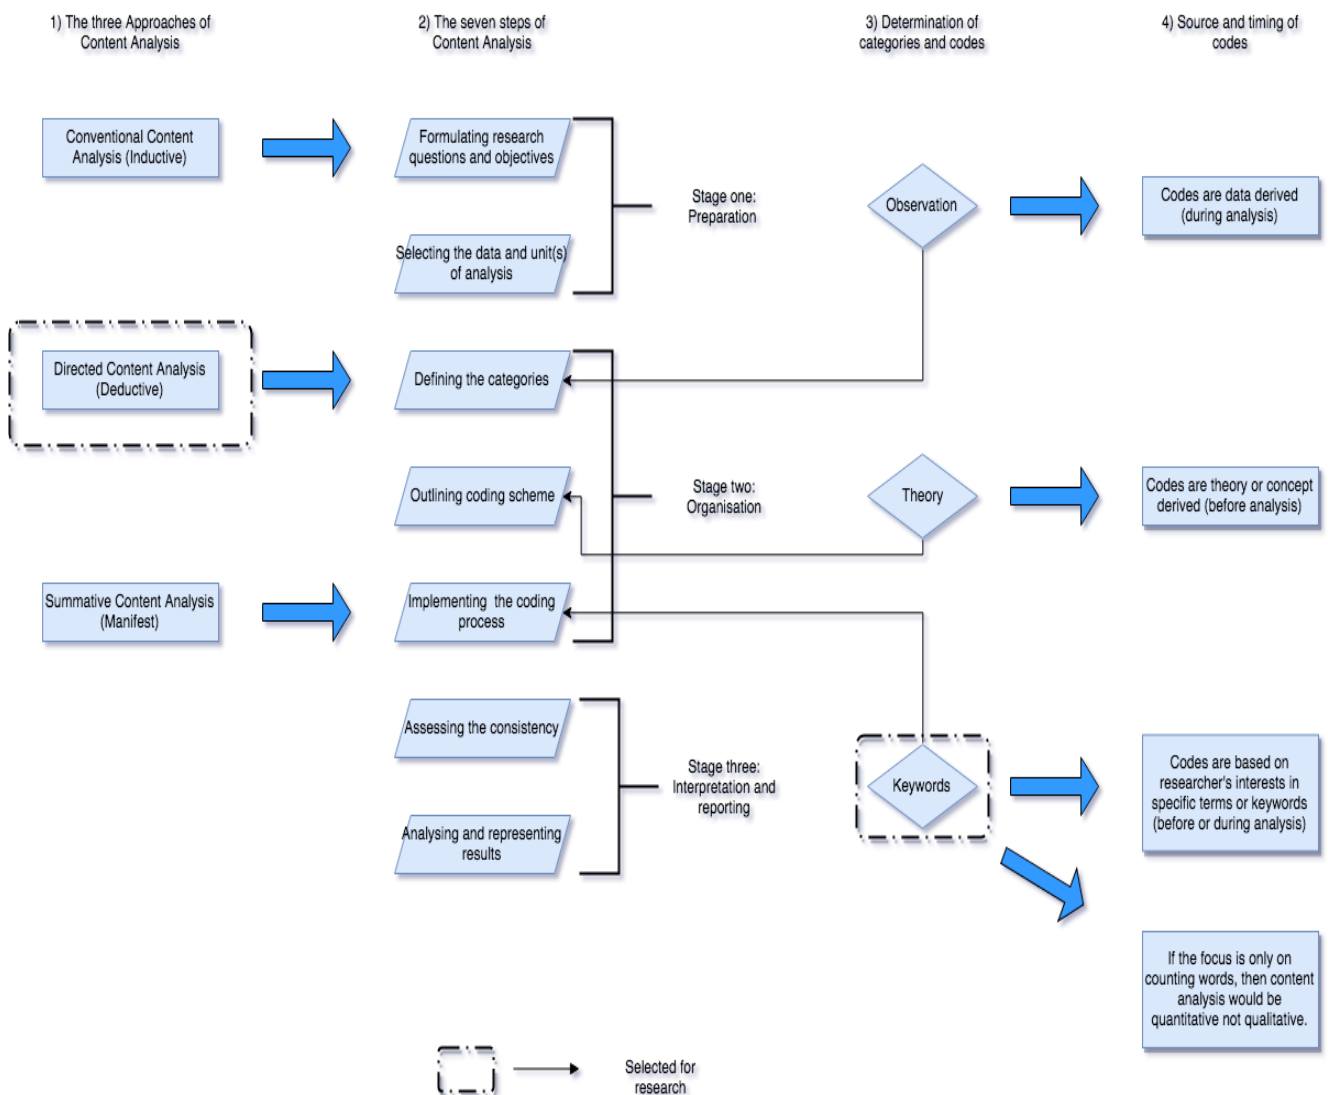 1) The three Approaches of
Content Analysis
2) The seven steps of
Content Analysis
3) Determination of
categories and codes
4) Source and timing of
codes
Conventional Content
Analysis (Inductive)
Formulating research
questions and objectives
Stage one:
Preparation
Observation
Codes are data derived
(during analysis)
Selecting the data and unit(s)
of analysis
Directed Content Analysis
(Deductive)
Defining the categories
Outlining coding scheme
Stage two:
Organisation
Theory
Codes are theory or concept
derived (before analysis)
Summative Content Analysis
(Manifest)
Implementing the coding
process
Assessing the consistency
Stage three:
Interpretation and
reporting
Keywords
Codes are based on
researcher's interests in
specific terms or keywords
(before or during analysis)
Analysing and representing
results
If the focus is only on
counting words, then content
analysis would be
quantitative not qualitative.
Selected for
research